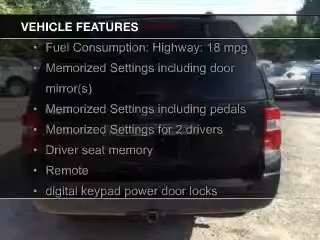 VEHICLE FEATURES
• Fuel Consumption: Highway: 18 mpg
• Memorized Settings including door
mirror(s)
• Memorized Settings including pedals
• Memorized Settings for 2 drivers
• Driver seat memory
• Remote
• digital keypad power door locks